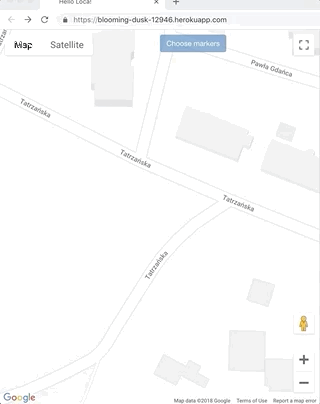 Hello Local
https://blooming-dusk-12946.herokuapp.com
Map
Satellite
Choose markers
Pawła Gdańca
Tatrzańska
Tatrzańska
Tatrzańska
Tatrzańska
Google
Map data ©2018 Google
Terms of Use
Report a map error